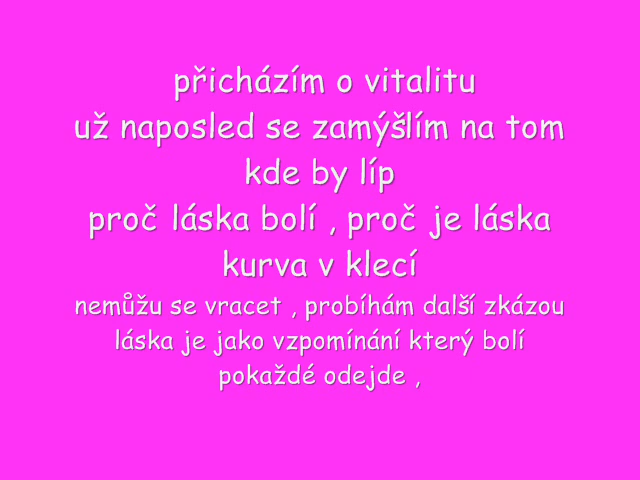 přicházím o vitalitu
už naposled se zamýšlím na tom
kde by líp
proč láska bolí , proč je láska
kurva v klecí
nemůžu se vracet , probíhám další zkázou
láska je jako vzpomínání který bolí
pokaždé odejde ,